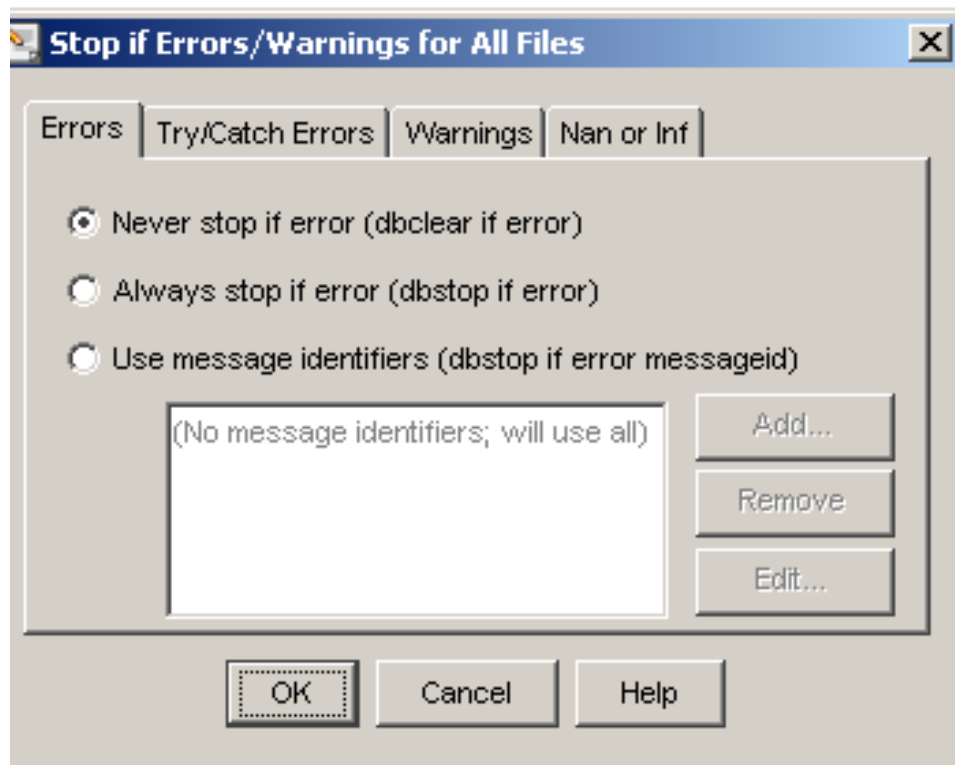 Stop if Errors/Warnings for All Files
Errors Try/Catch Errors Warnings Nan or Inf
Never stop if error (dbclear if error)
Always stop if error (dbstop if error)
Use message identifiers (dbstop if error messageid)
(No message identifiers; will use all)
Add...
Remove
Edit...
OK Cancel Help